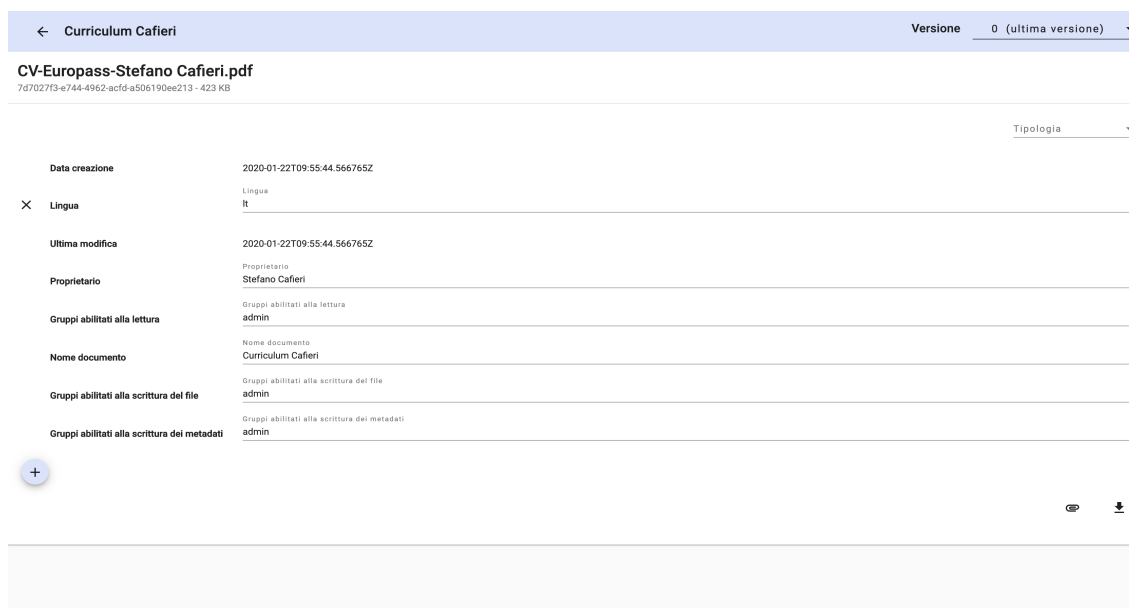 Curriculum Cafieri
Versione 0 (ultima versione)
CV-Europass-Stefano Cafieri.pdf
7d7027f3-e744-4962-acfd-a506190ee213 - 423 KB
Tipologia
Data creazione 2020-01-22T09:55:44.566765Z
Lingua
Lingua It
Ultima modifica 2020-01-22T09:55:44.566765Z
Proprietario
Proprietario Stefano Cafieri
Gruppi abilitati alla lettura
Gruppi abilitati alla lettura admin
Nome documento
Nome documento Curriculum Cafieri
Gruppi abilitati alla scrittura del file
Gruppi abilitati alla scrittura del file admin
Gruppi abilitati alla scrittura dei metadati
Gruppi abilitati alla scrittura dei metadati admin